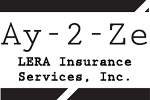 Ay-2-Ze
LERA Insurance
Services, Inc.